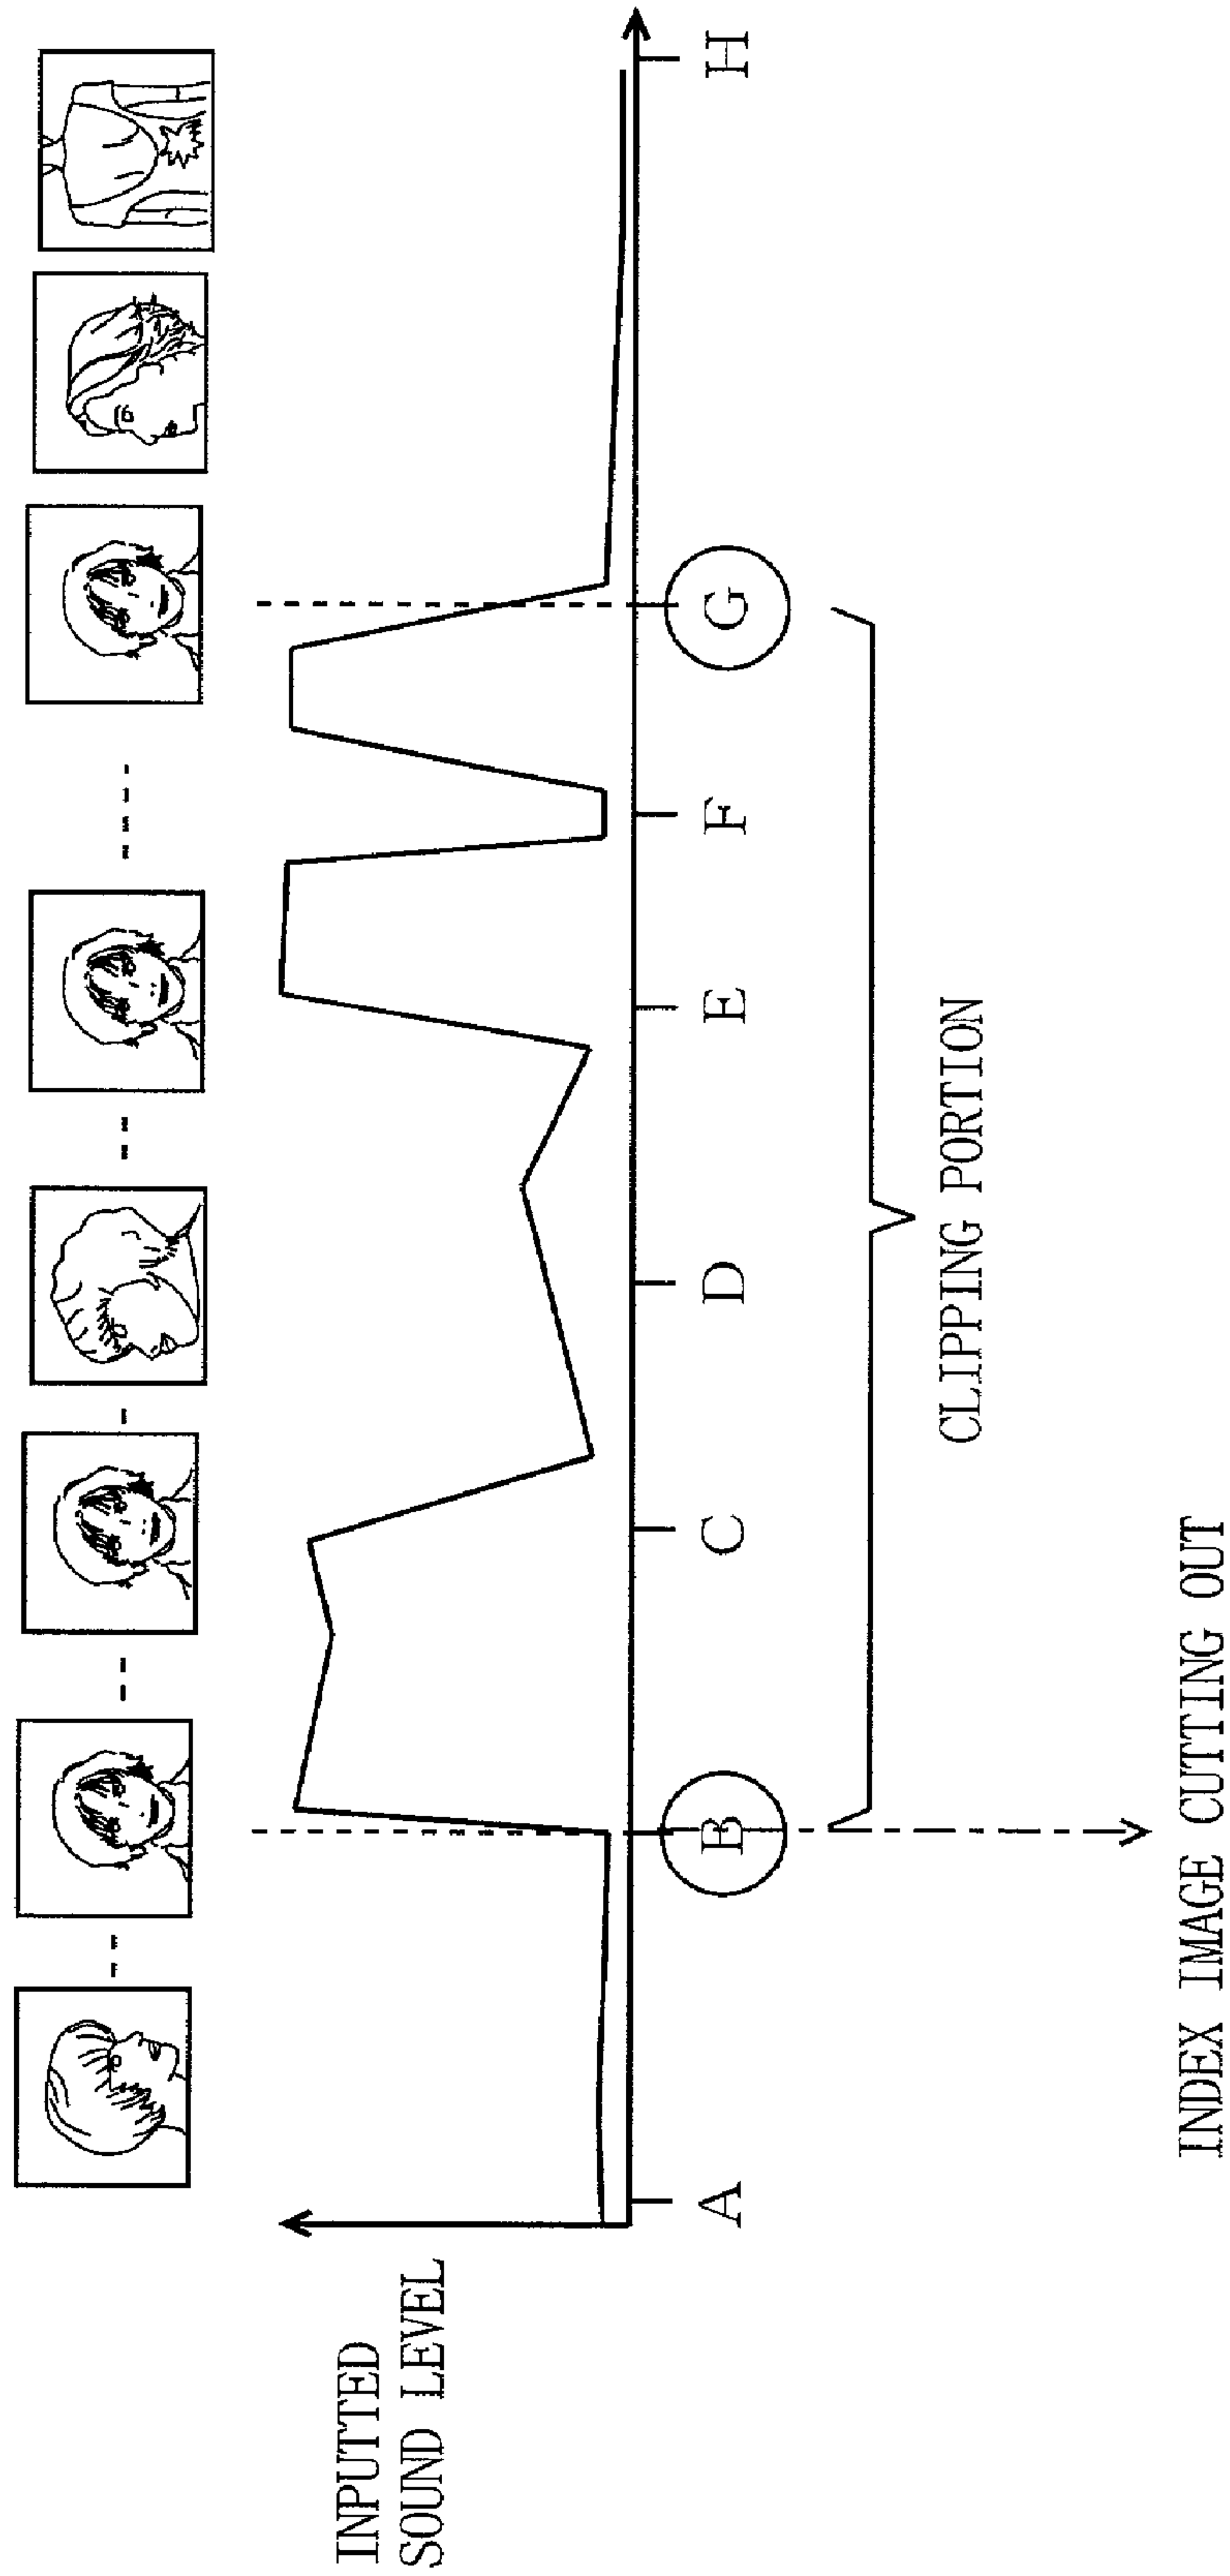 INPUTTED
SOUND LEVEL
A B C D E F G H
CLIPPING PORTION
INDEX IMAGE CUTTING OUT